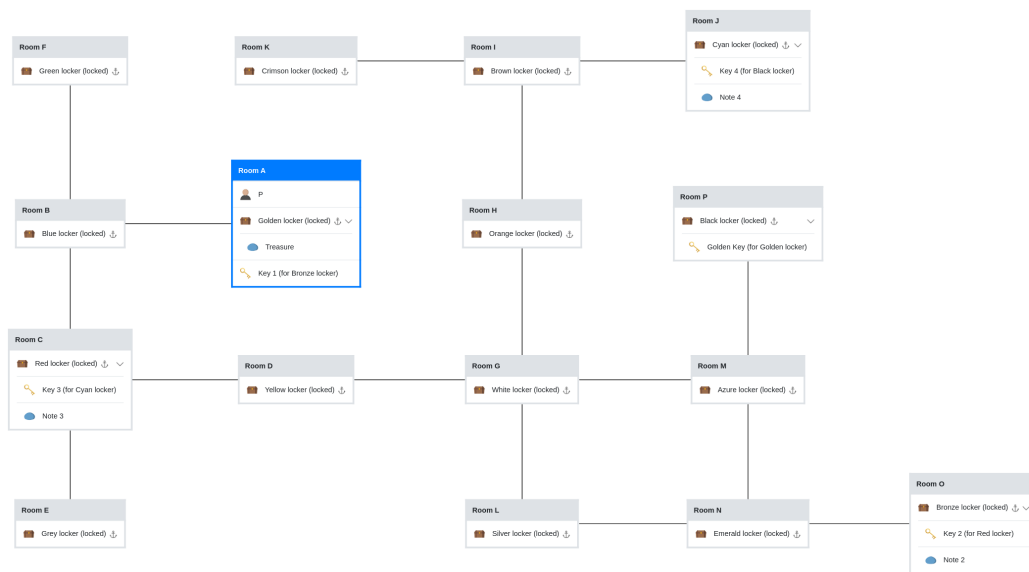 Room F
Green locker (locked)
Room K
Crimson locker (locked)
Room I
Brown locker (locked)
Room J
Cyan locker (locked)
Key 4 (for Black locker)
Note 4
Room A
P
Golden locker (locked)
Treasure
Key 1 (for Bronze locker)
Room B
Blue locker (locked)
Room H
Orange locker (locked)
Room P
Black locker (locked)
Golden Key (for Golden locker)
Room C
Red locker (locked)
Key 3 (for Cyan locker)
Note 3
Room D
Yellow locker (locked)
Room G
White locker (locked)
Room M
Azure locker (locked)
Room E
Grey locker (locked)
Room L
Silver locker (locked)
Room N
Emerald locker (locked)
Room O
Bronze locker (locked)
Key 2 (for Red locker)
Note 2